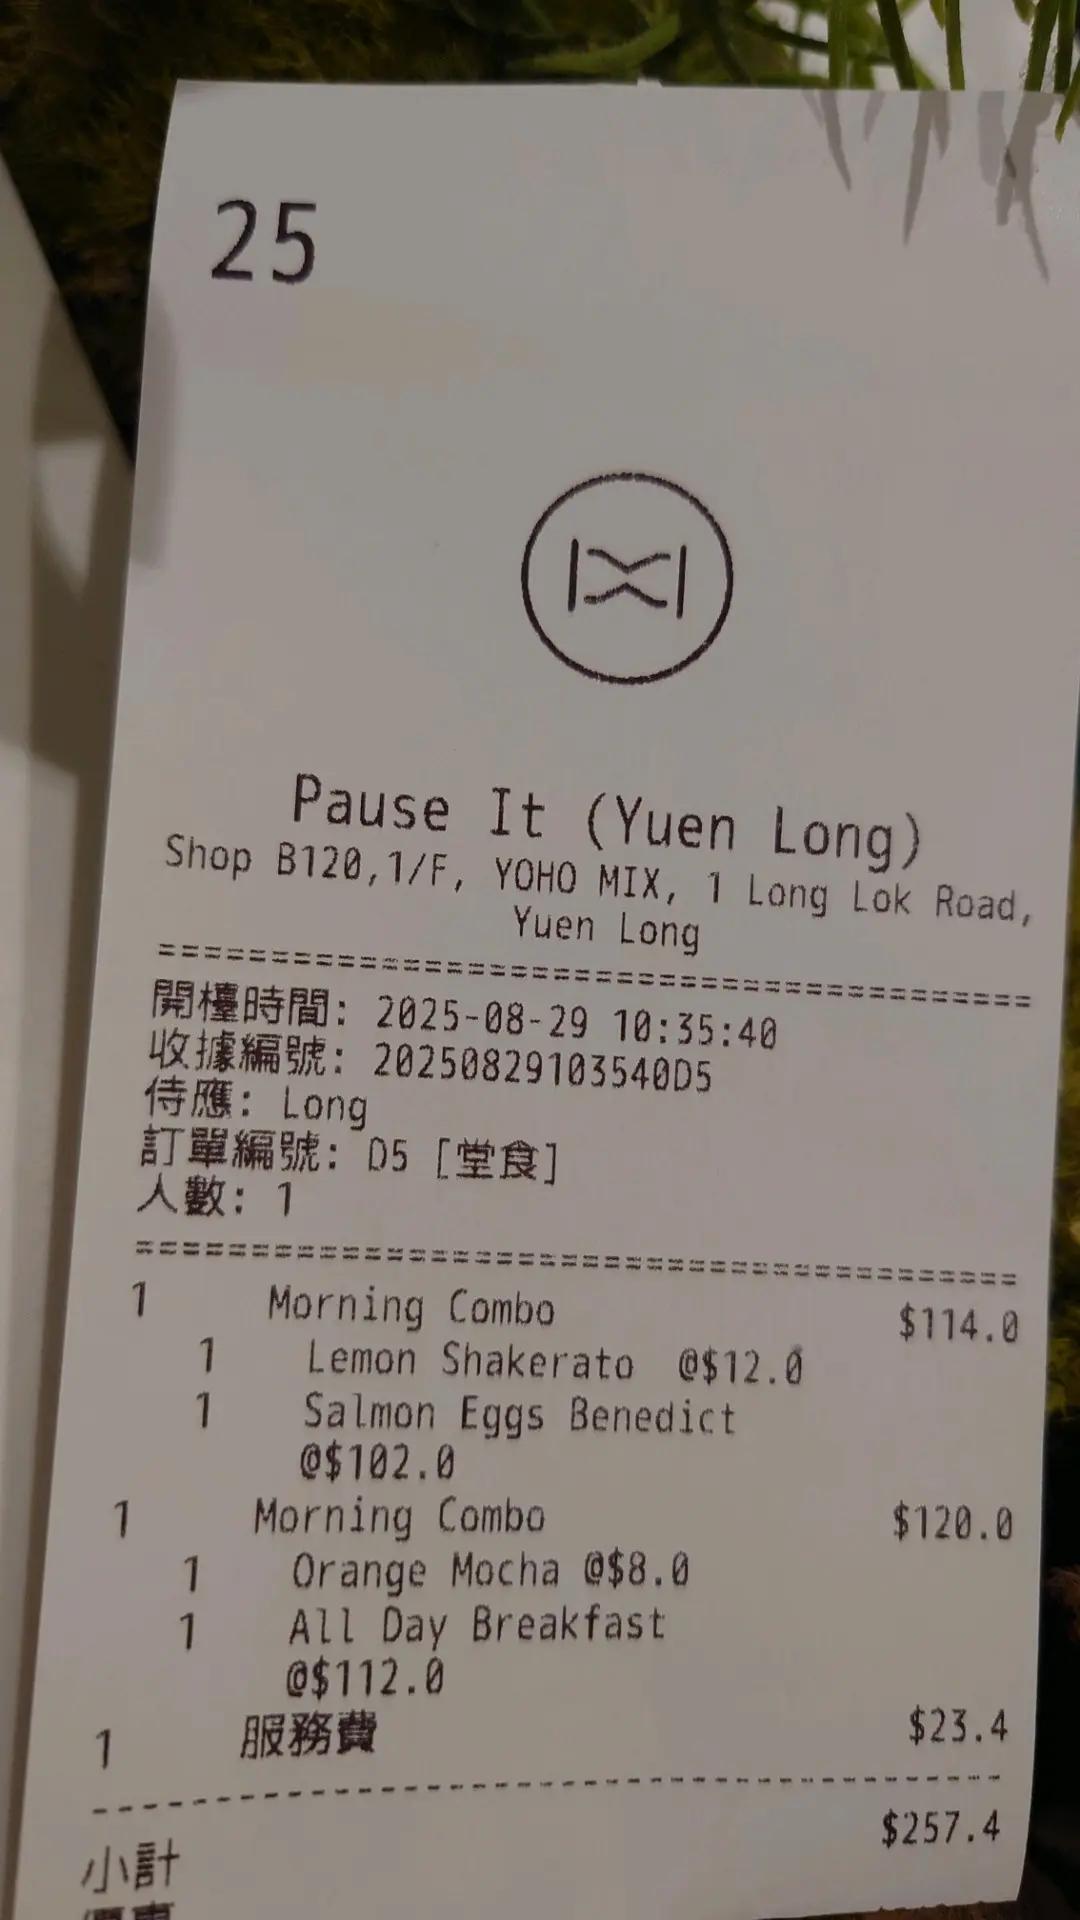 25
Pause It (Yuen Long)
Shop B120,1/F, YOHO MIX, 1 Long Lok Road,
Yuen Long
========================================
開檯時間: 2025-08-29 10:35:40
收據編號: 20250829103540D5
侍應: Long
訂單編號: D5 [堂食]
人數: 1
========================================
1 Morning Combo $114.0
1 Lemon Shakerato @$12.0
1 Salmon Eggs Benedict
@$102.0
1 Morning Combo $120.0
1 Orange Mocha @$8.0
1 All Day Breakfast
@$112.0
1 服務費 $23.4
----------------------------------------
小計 $257.4